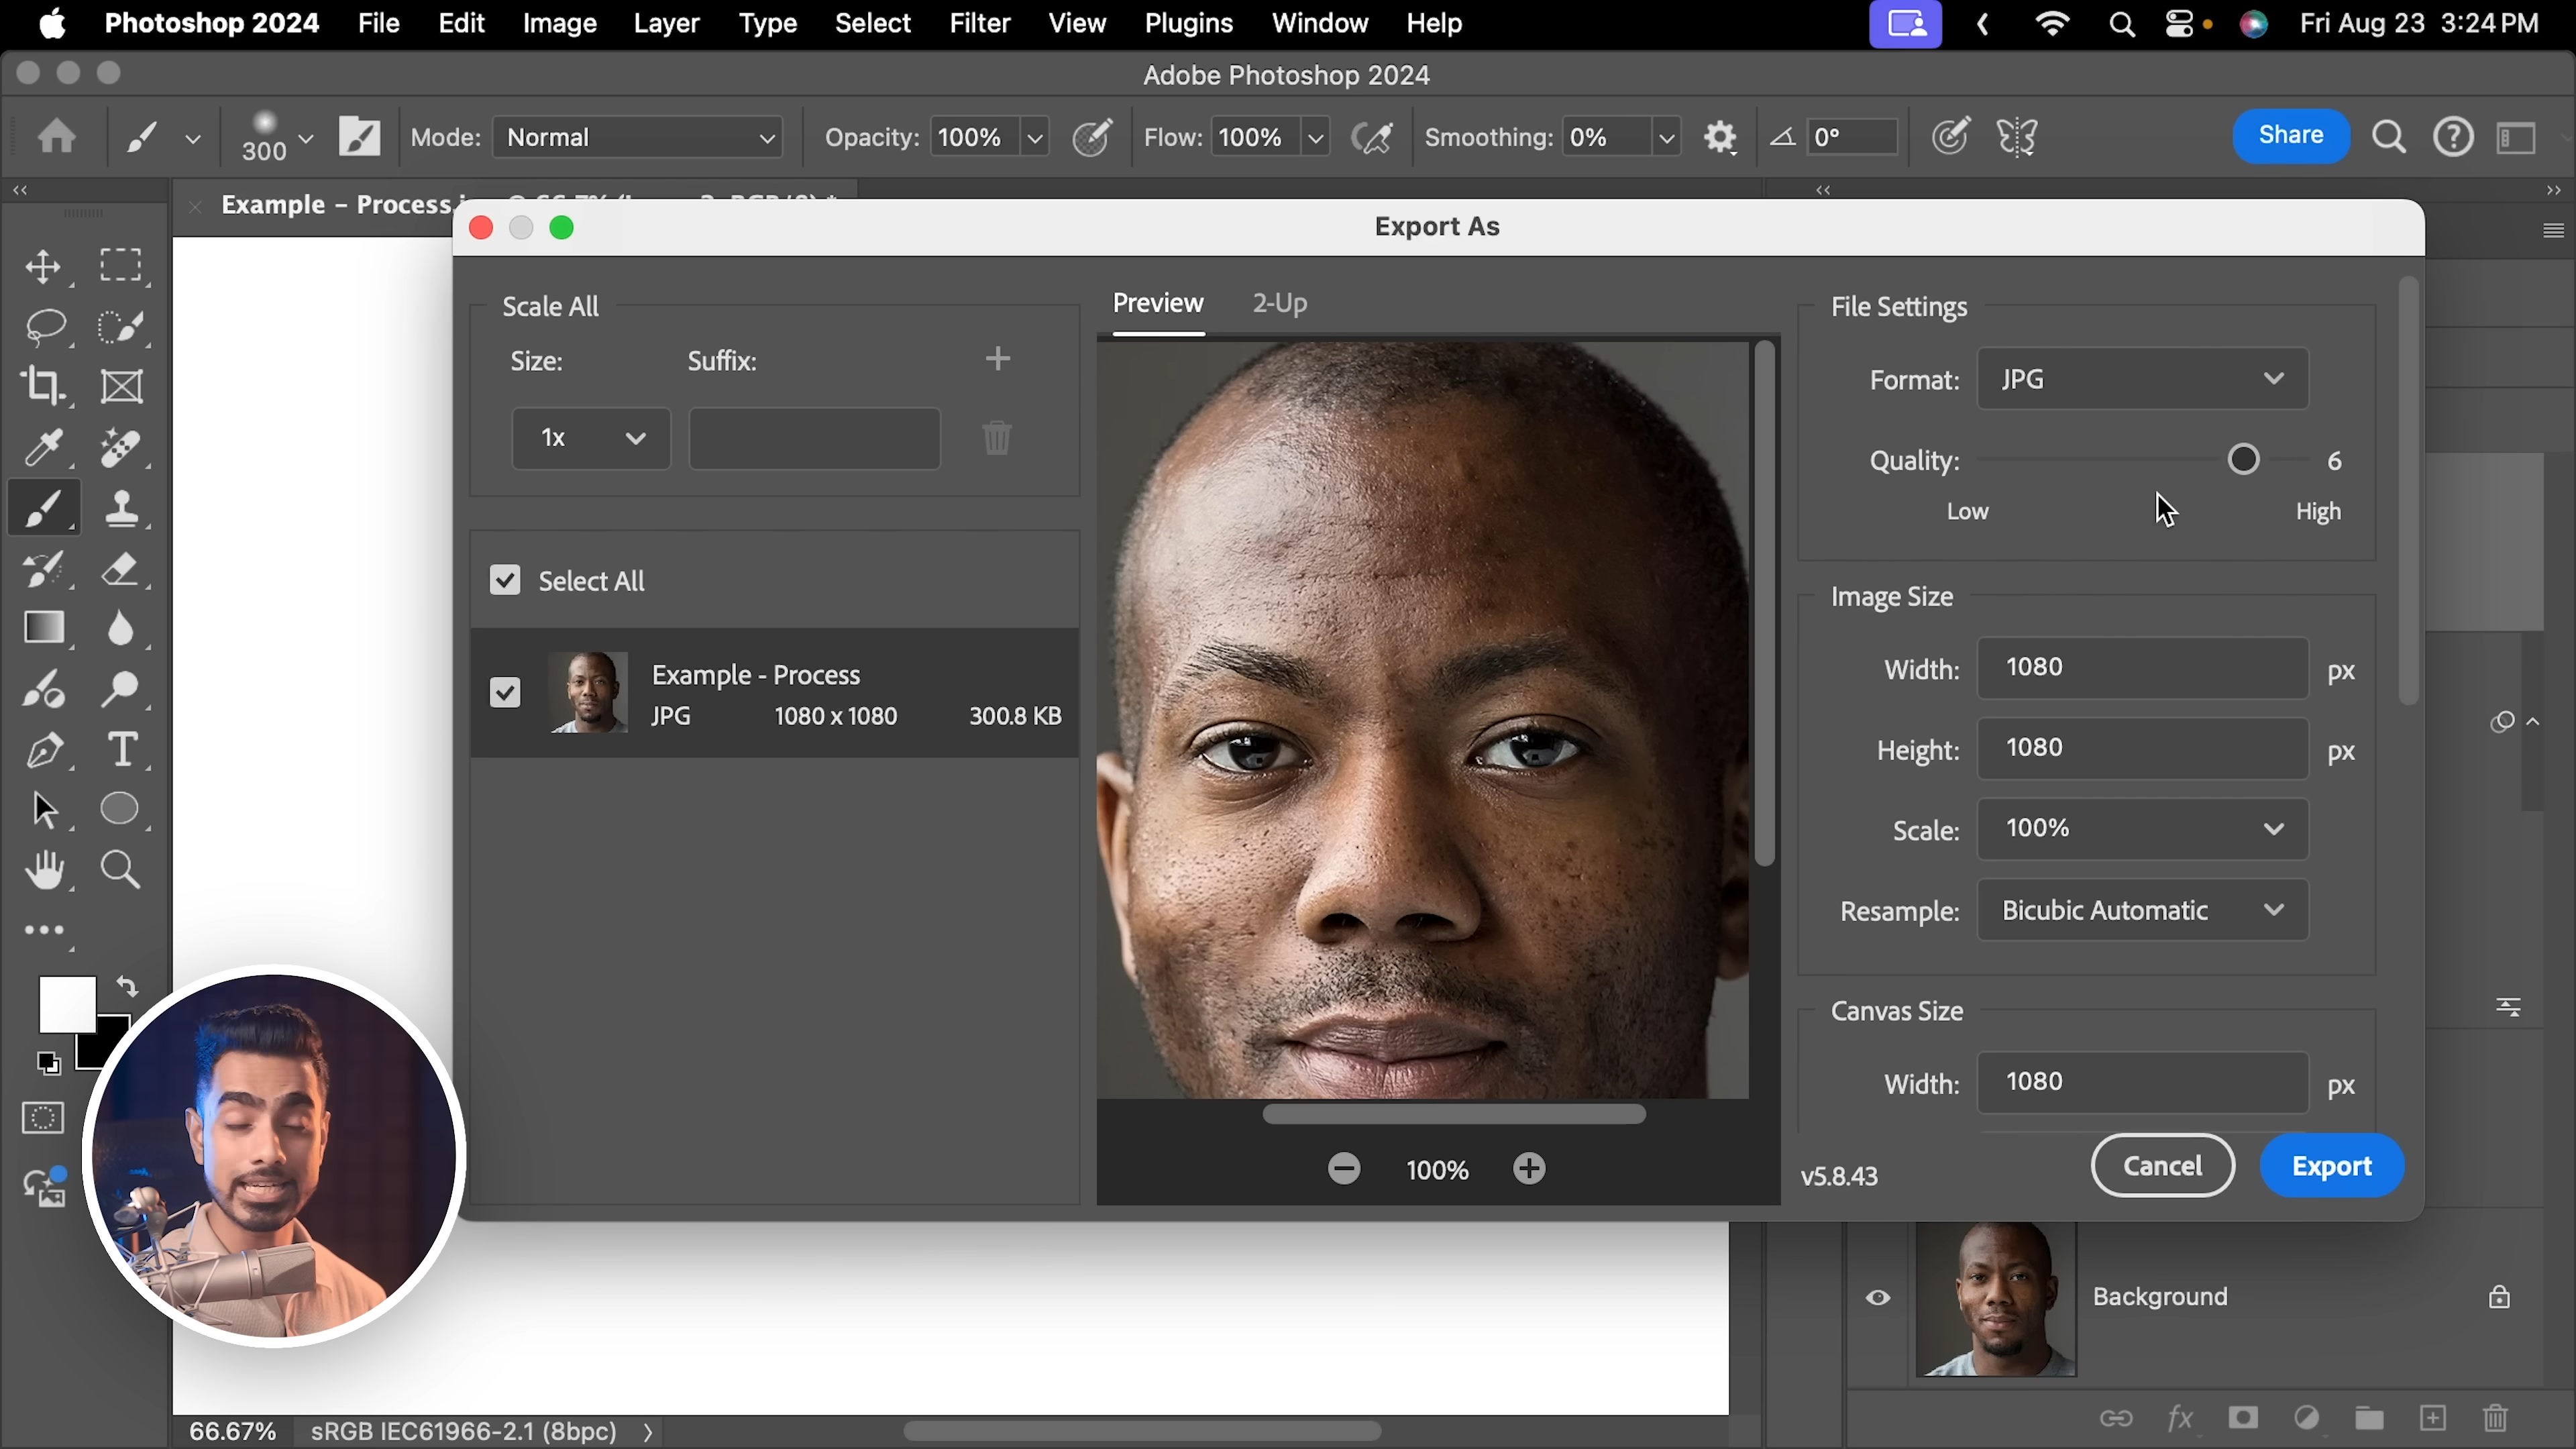 Photoshop 2024 File Edit Image Layer Type Select Filter View Plugins Window Help Fri Aug 23 3:24 PM
Adobe Photoshop 2024
300 Mode: Normal Opacity: 100% Flow: 100% Smoothing: 0% 0° Share
Example – Process.
Export As
Scale All
Size: Suffix:
1x
Select All
Example - Process
JPG 1080 x 1080 300.8 KB
Preview 2-Up
100%
File Settings
Format: JPG
Quality: 6
Low High
Image Size
Width: 1080 px
Height: 1080 px
Scale: 100%
Resample: Bicubic Automatic
Canvas Size
Width: 1080 px
v5.8.43 Cancel Export
Background
66.67% sRGB IEC61966-2.1 (8bpc)